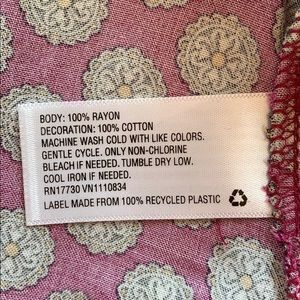 BODY: 100% RAYON
DECORATION: 100% COTTON
MACHINE WASH COLD WITH LIKE COLORS.
GENTLE CYCLE. ONLY NON-CHLORINE
BLEACH IF NEEDED. TUMBLE DRY LOW.
COOL IRON IF NEEDED.
RN17730 VN1110834
LABEL MADE FROM 100% RECYCLED PLASTIC